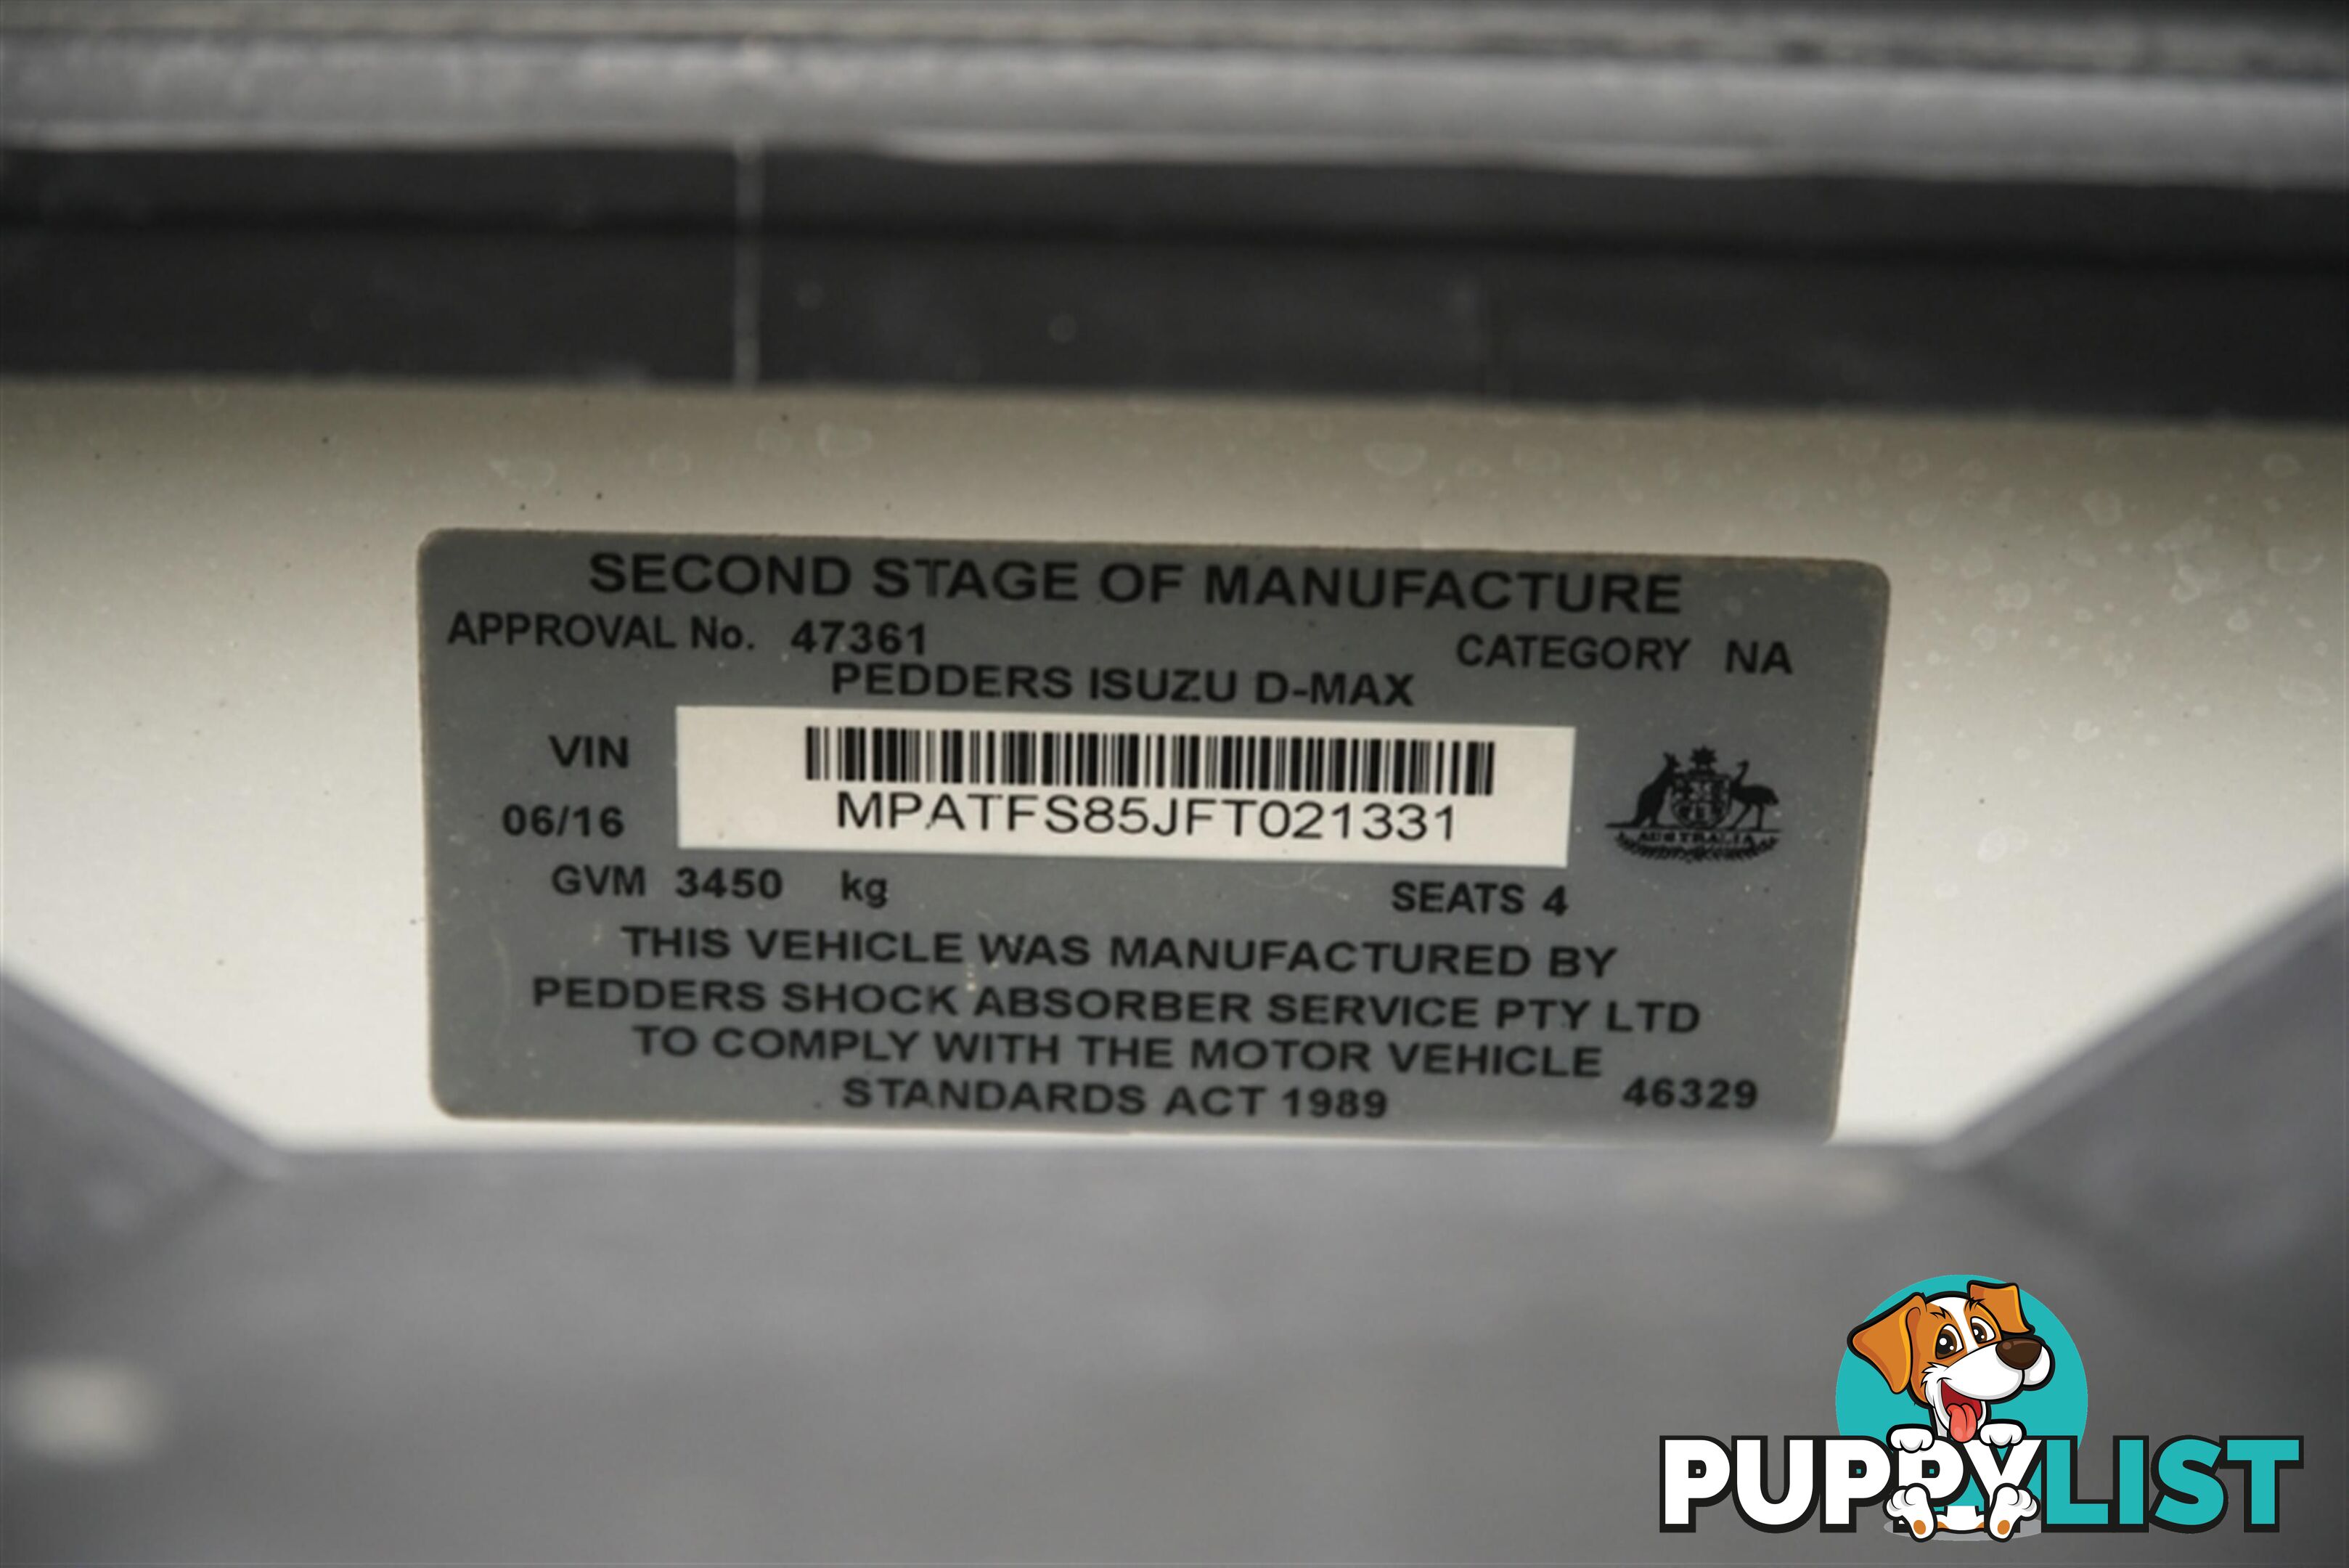 SECOND STAGE OF MANUFACTURE
APPROVAL No. 47361
CATEGORY NA
PEDDERS ISUZU D-MAX
VIN
MPATFS85JFT021331
06/16
AUSTRALIA
GVM 3450 kg
SEATS 4
THIS VEHICLE WAS MANUFACTURED BY
PEDDERS SHOCK ABSORBER SERVICE PTY LTD
TO COMPLY WITH THE MOTOR VEHICLE
STANDARDS ACT 1989
46329
PUPPYLIST